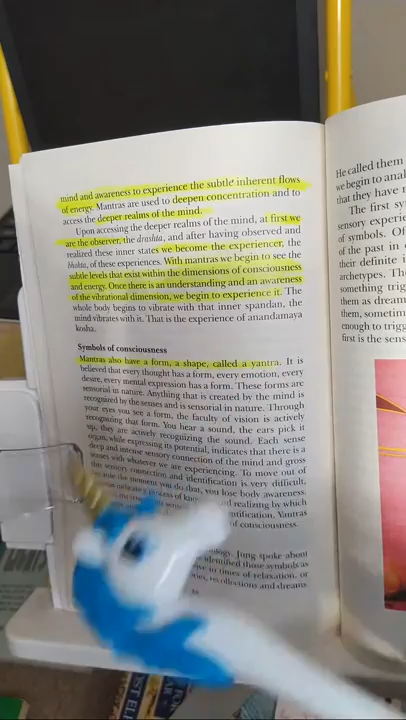 mind and awareness to experience the subtle inherent flows
of energy. Mantras are used to deepen concentration and to
access the deeper realms of the mind.
Upon accessing the deeper realms of the mind, at first we
are the observer, the drashta, and after having observed and
realized these inner states we become the experiencer, the
bhokta, of these experiences. With mantras we begin to see the
subtle levels that exist within the dimensions of consciousness
and energy. Once there is an understanding and an awareness
of the vibrational dimension, we begin to experience it. The
whole body begins to vibrate with that inner spandan, the
mind vibrates with it. That is the experience of anandamaya
kosha.
Symbols of consciousness
Mantras also have a form, a shape, called a yantra. It is
believed that every thought has a form, every emotion, every
desire, every mental expression has a form. These forms are
sensorial in nature. Anything that is created by the mind is
recognized by the senses and is sensorial in nature. Through
your eyes you see a form, the faculty of vision is actively
recognizing that form. You hear a sound, the ears pick it
up, they are actively recognizing the sound. Each sense
organ, while expressing its potential, indicates that there is a
deep and intense sensory connection of the mind and gross
senses with whatever we are experiencing. To move out of
this sensory connection and identification is very difficult,
the moment you do that, you lose body awareness.
process of
and realizing by which
Yantras
of consciousness.
Jung spoke about
identified those symbols as
in times of relaxation, or
recollections and dreams
He called them
we begin to anal
that they have r
The first sy
sensory experie
of symbols. Of
of the past in
their definite i
archetypes. Th
something trig
them as dream
them, sometim
enough to trigg
first is the sens